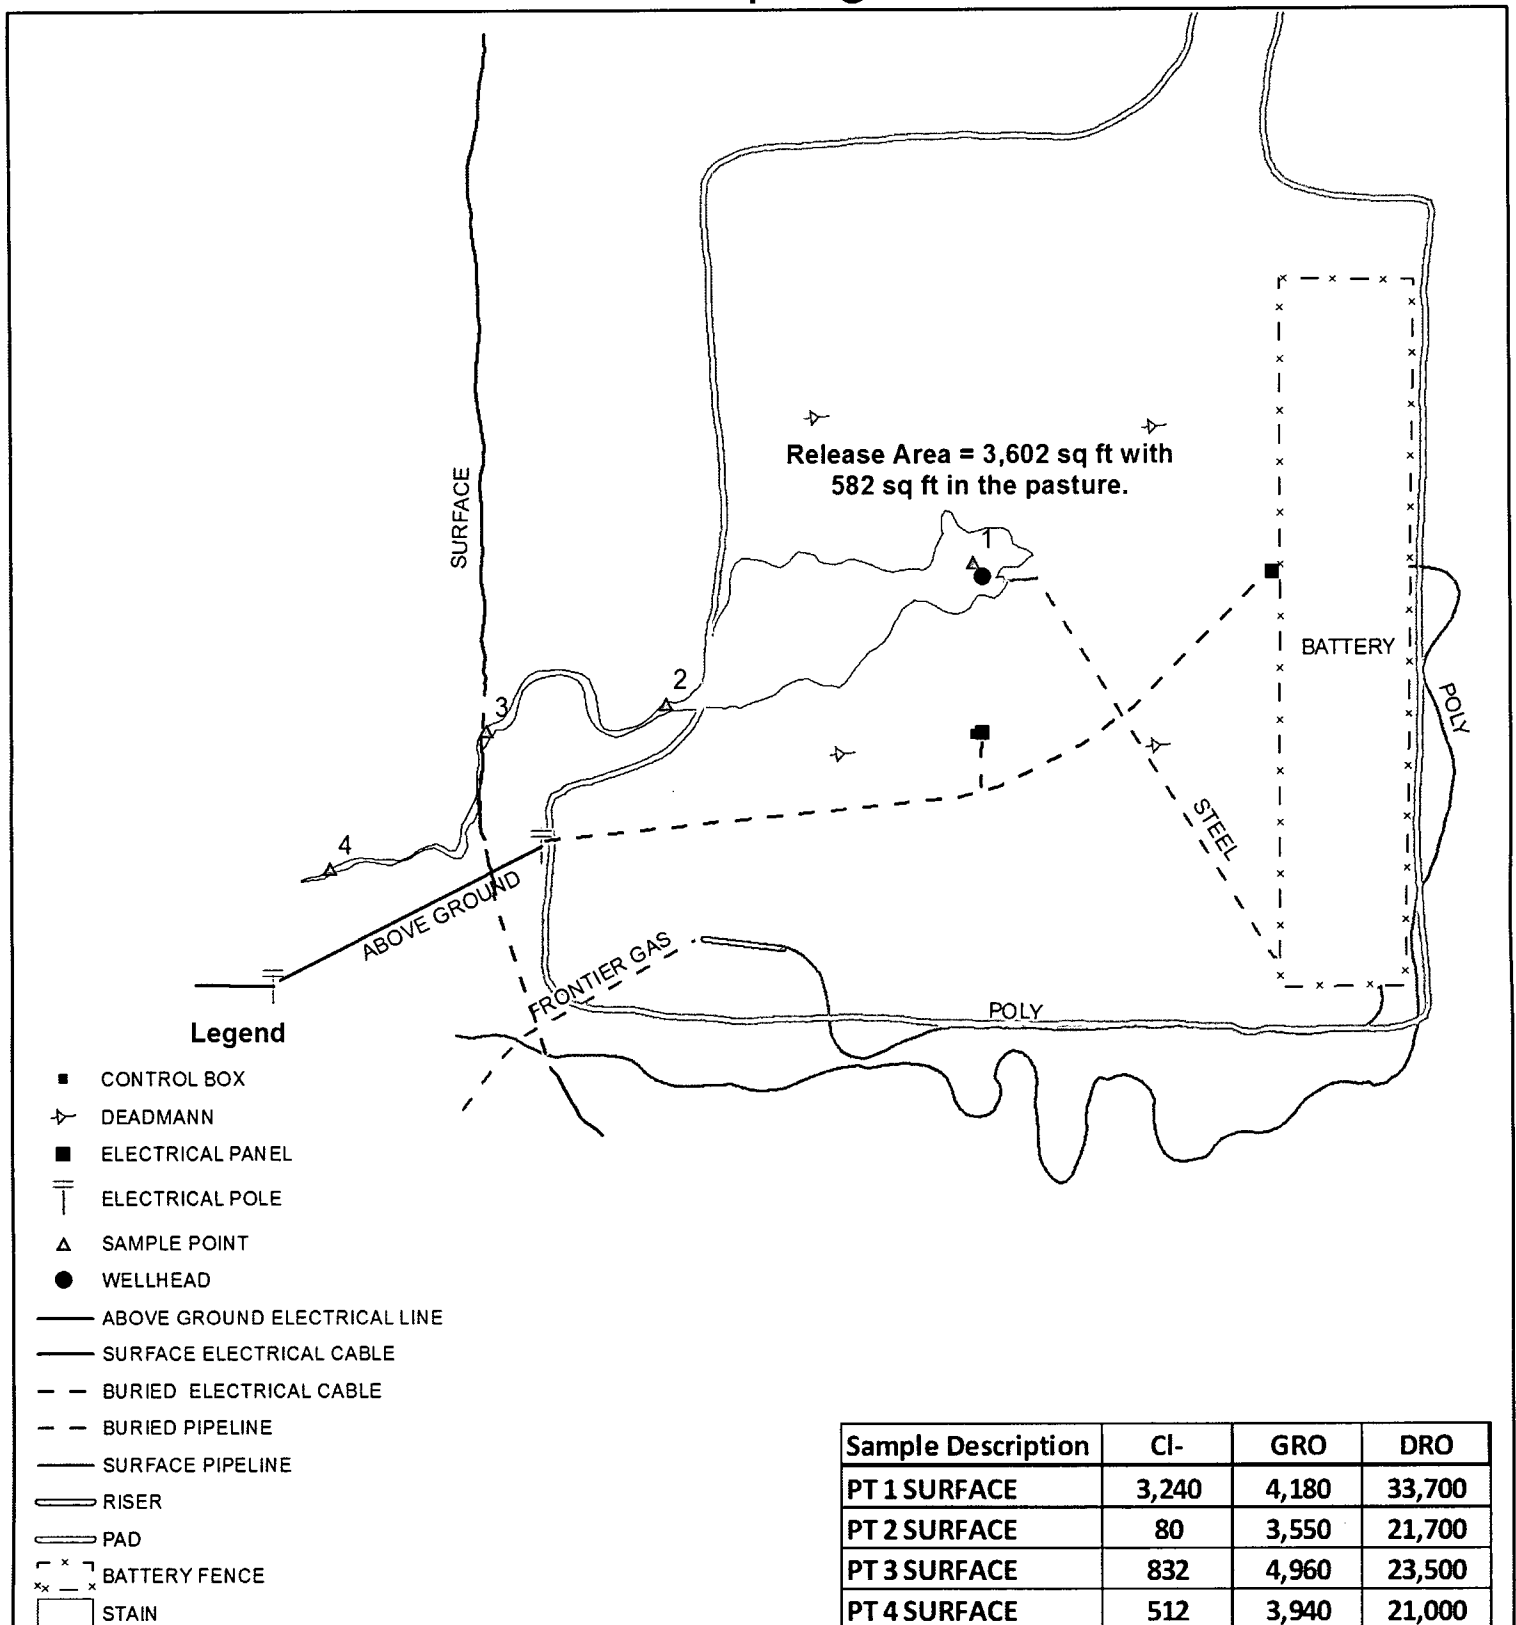 Release Area = 3,602 sq ft with
582 sq ft in the pasture.
SURFACE
1
2
3
4
BATTERY
POLY
STEEL
ABOVE GROUND
FRONTIER GAS
POLY
Legend
CONTROL BOX
DEADMANN
ELECTRICAL PANEL
ELECTRICAL POLE
SAMPLE POINT
WELLHEAD
ABOVE GROUND ELECTRICAL LINE
SURFACE ELECTRICAL CABLE
BURIED ELECTRICAL CABLE
BURIED PIPELINE
SURFACE PIPELINE
RISER
PAD
BATTERY FENCE
STAIN
Sample Description Cl- GRO DRO
PT 1 SURFACE 3,240 4,180 33,700
PT 2 SURFACE 80 3,550 21,700
PT 3 SURFACE 832 4,960 23,500
PT 4 SURFACE 512 3,940 21,000